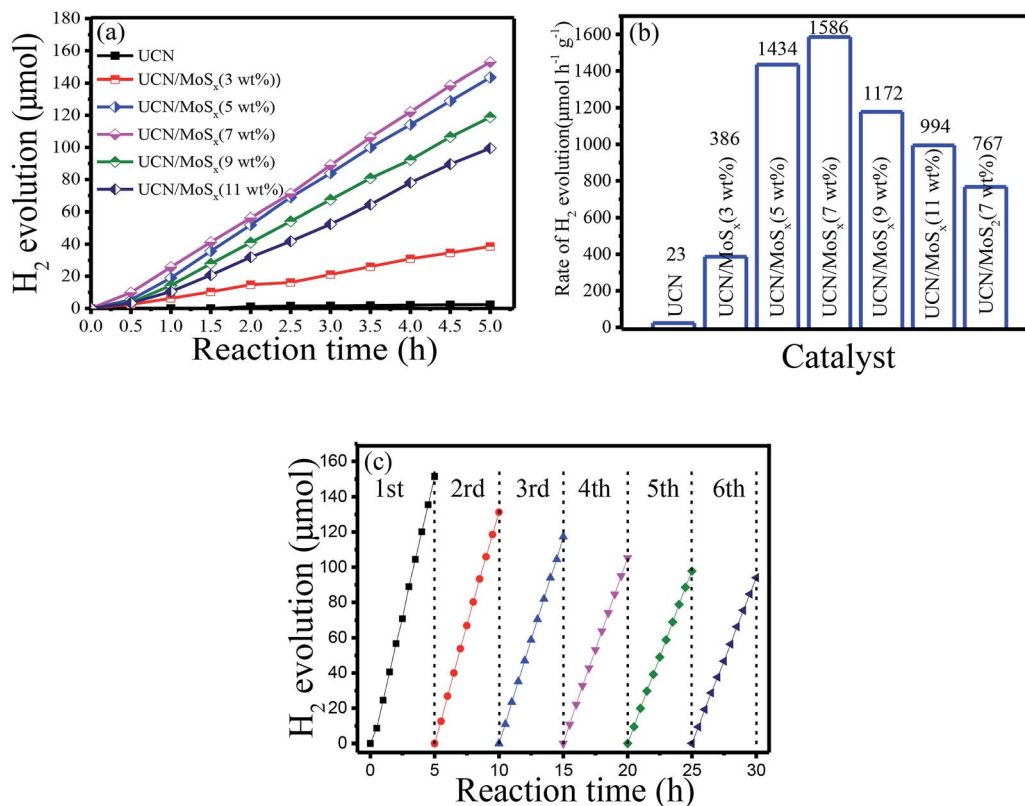 (a)
H₂ evolution (μmol)
180
160
140
120
100
80
60
40
20
0
UCN
UCN/MoSₓ(3 wt%))
UCN/MoSₓ(5 wt%)
UCN/MoSₓ(7 wt%)
UCN/MoSₓ(9 wt%)
UCN/MoSₓ(11 wt%)
0.0 0.5 1.0 1.5 2.0 2.5 3.0 3.5 4.0 4.5 5.0
Reaction time (h)
(b)
Rate of H₂ evolution(μmol h⁻¹ g⁻¹)
1600
1400
1200
1000
800
600
400
200
0
23
386
1434
1586
1172
994
767
UCN
UCN/MoSₓ(3 wt%)
UCN/MoSₓ(5 wt%)
UCN/MoSₓ(7 wt%)
UCN/MoSₓ(9 wt%)
UCN/MoSₓ(11 wt%)
UCN/MoS₂(7 wt%)
Catalyst
(c)
H₂ evolution (μmol)
160
140
120
100
80
60
40
20
0
1st 2rd 3rd 4th 5th 6th
0 5 10 15 20 25 30
Reaction time (h)